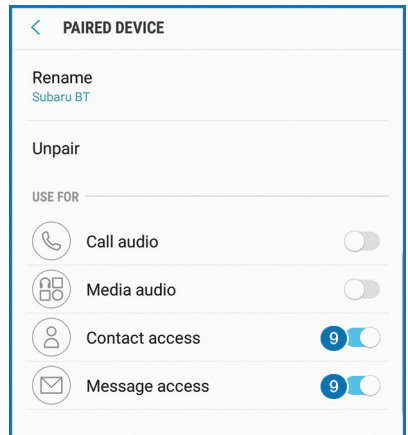 PAIRED DEVICE
Rename
Subaru BT
Unpair
USE FOR
Call audio
Media audio
Contact access 9
Message access 9